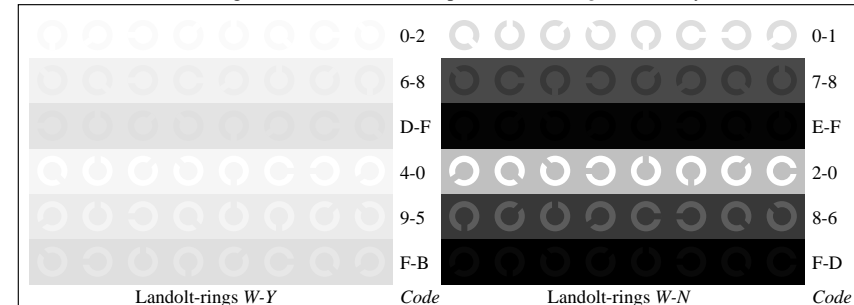 0-2 0-1
6-8 7-8
D-F E-F
4-0 2-0
9-5 8-6
F-B F-D
Landolt-rings W-Y Code Landolt-rings W-N Code